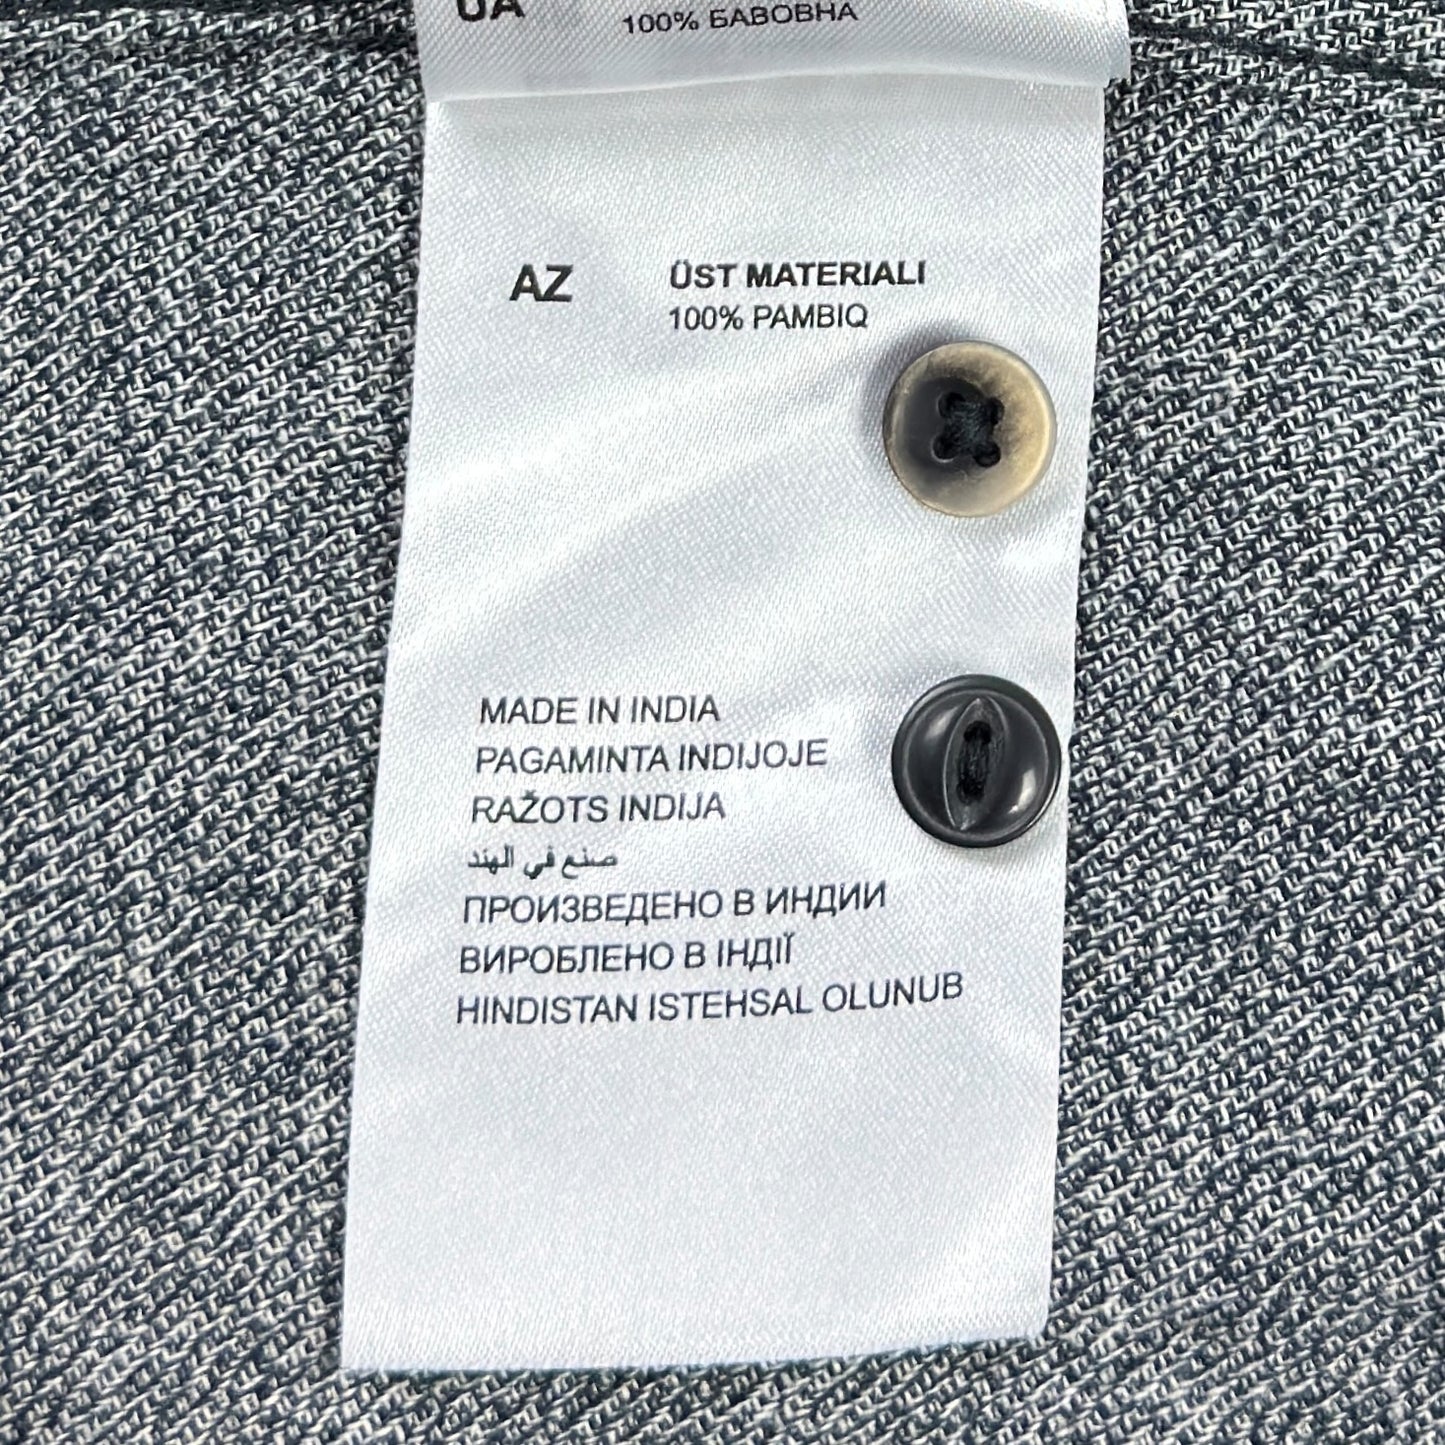 UA
100% БАВОВНА
AZ
ÜST MATERIALI
100% PAMBIQ
MADE IN INDIA
PAGAMINTA INDIJOJE
RAŽOTS INDIJA
صنع في الهند
ПРОИЗВЕДЕНО В ИНДИИ
ВИРОБЛЕНО В ІНДІЇ
HINDISTAN ISTEHSAL OLUNUB